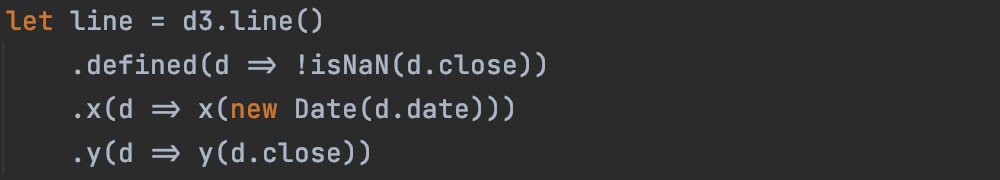 let line = d3.line()
    .defined(d => !isNaN(d.close))
    .x(d => x(new Date(d.date)))
    .y(d => y(d.close))